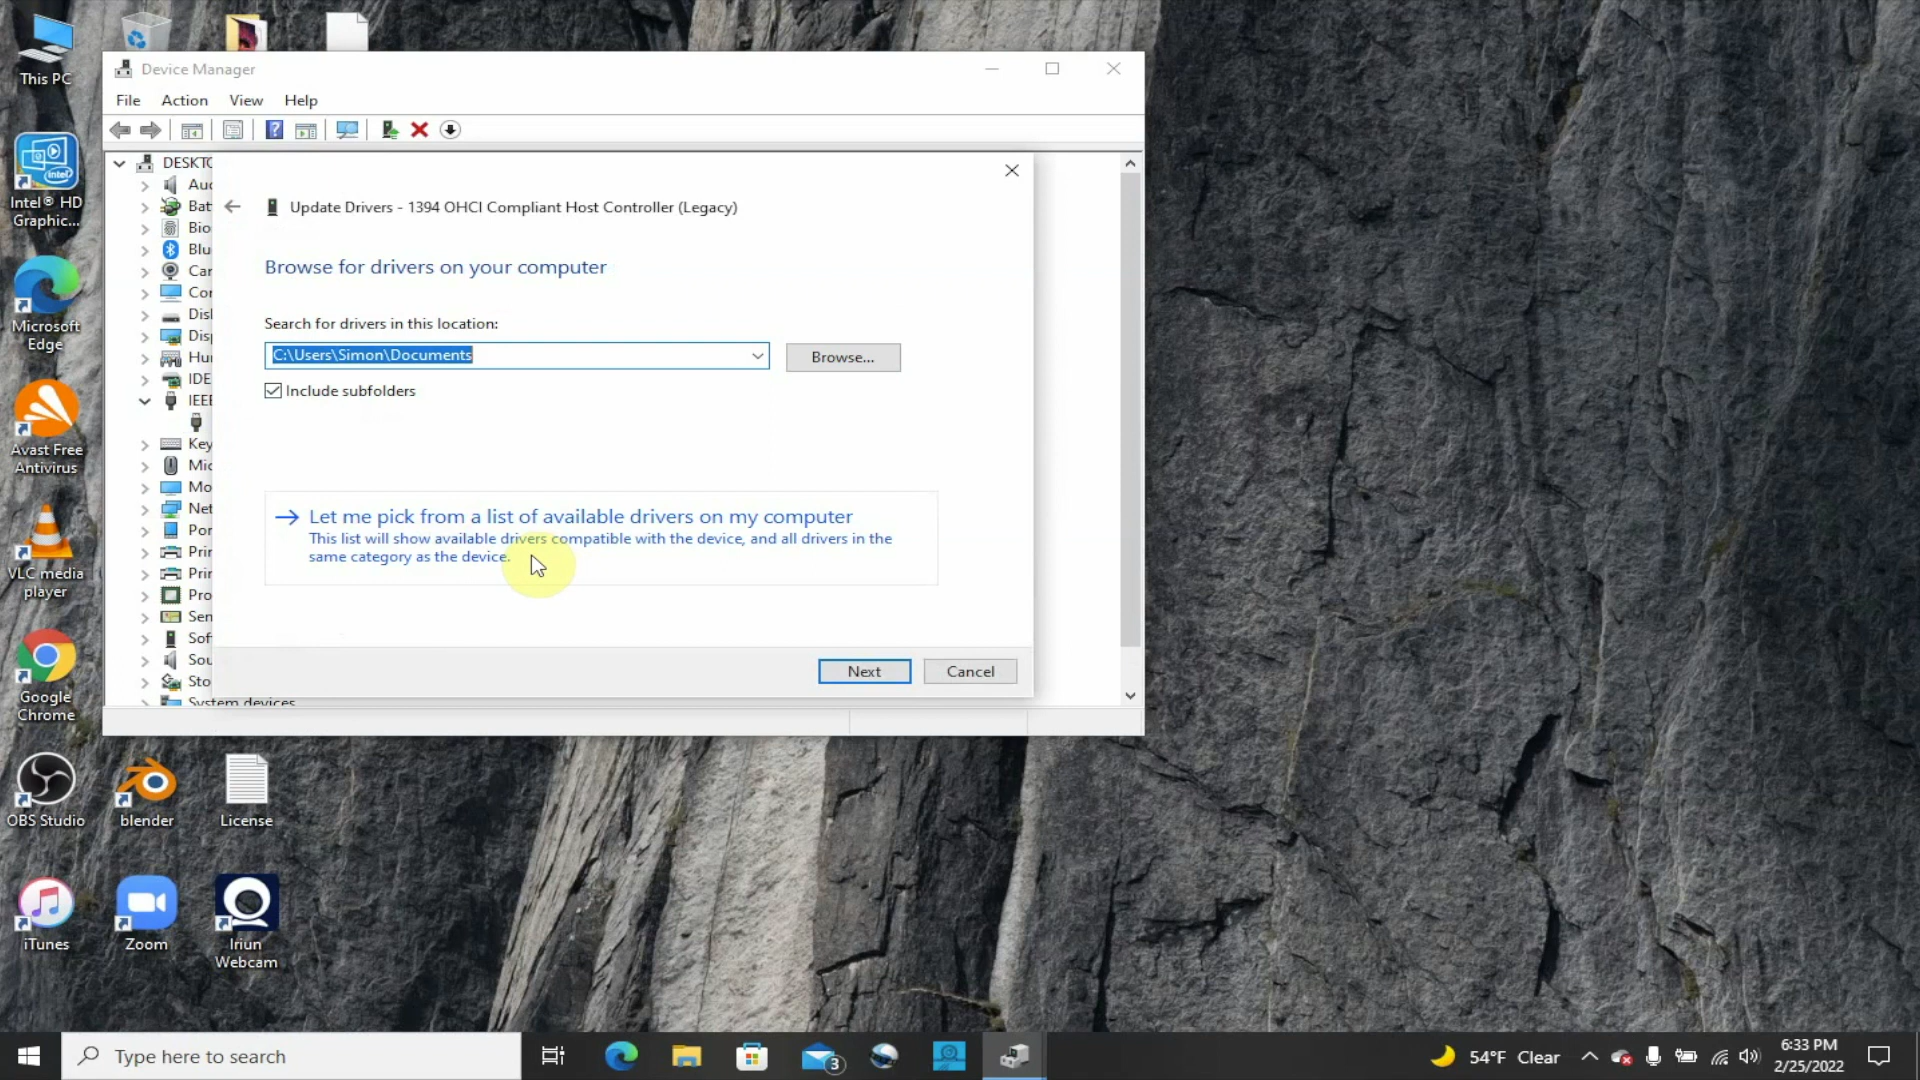 This PC
Intel® HD
Graphic...
Microsoft
Edge
Avast Free
Antivirus
VLC media
player
Google
Chrome
OBS Studio
blender
License
iTunes
Zoom
Iriun
Webcam
Device Manager
File Action View Help
DESKTO
Auc
Bat
Bio
Blu
Car
Cor
Disl
Disp
Hur
IDE
IEEE
Key
Mic
Mo
Net
Por
Prir
Prir
Pro
Sen
Sof
Sou
Sto
System devices
Update Drivers - 1394 OHCI Compliant Host Controller (Legacy)
Browse for drivers on your computer
Search for drivers in this location:
C:\Users\Simon\Documents
Browse...
Include subfolders
Let me pick from a list of available drivers on my computer
This list will show available drivers compatible with the device, and all drivers in the
same category as the device.
Next Cancel
Type here to search
3
54°F Clear
6:33 PM
2/25/2022